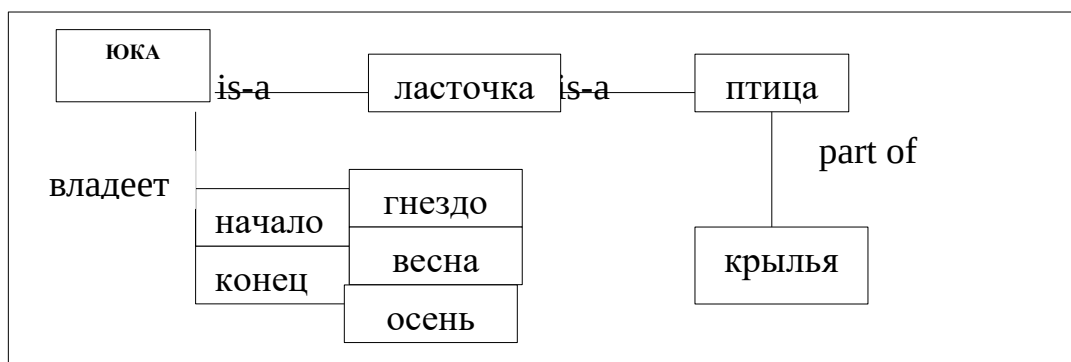 ЮКА
is-a
ласточка
is-a
птица
part of
владеет
гнездо
начало
весна
крылья
конец
осень